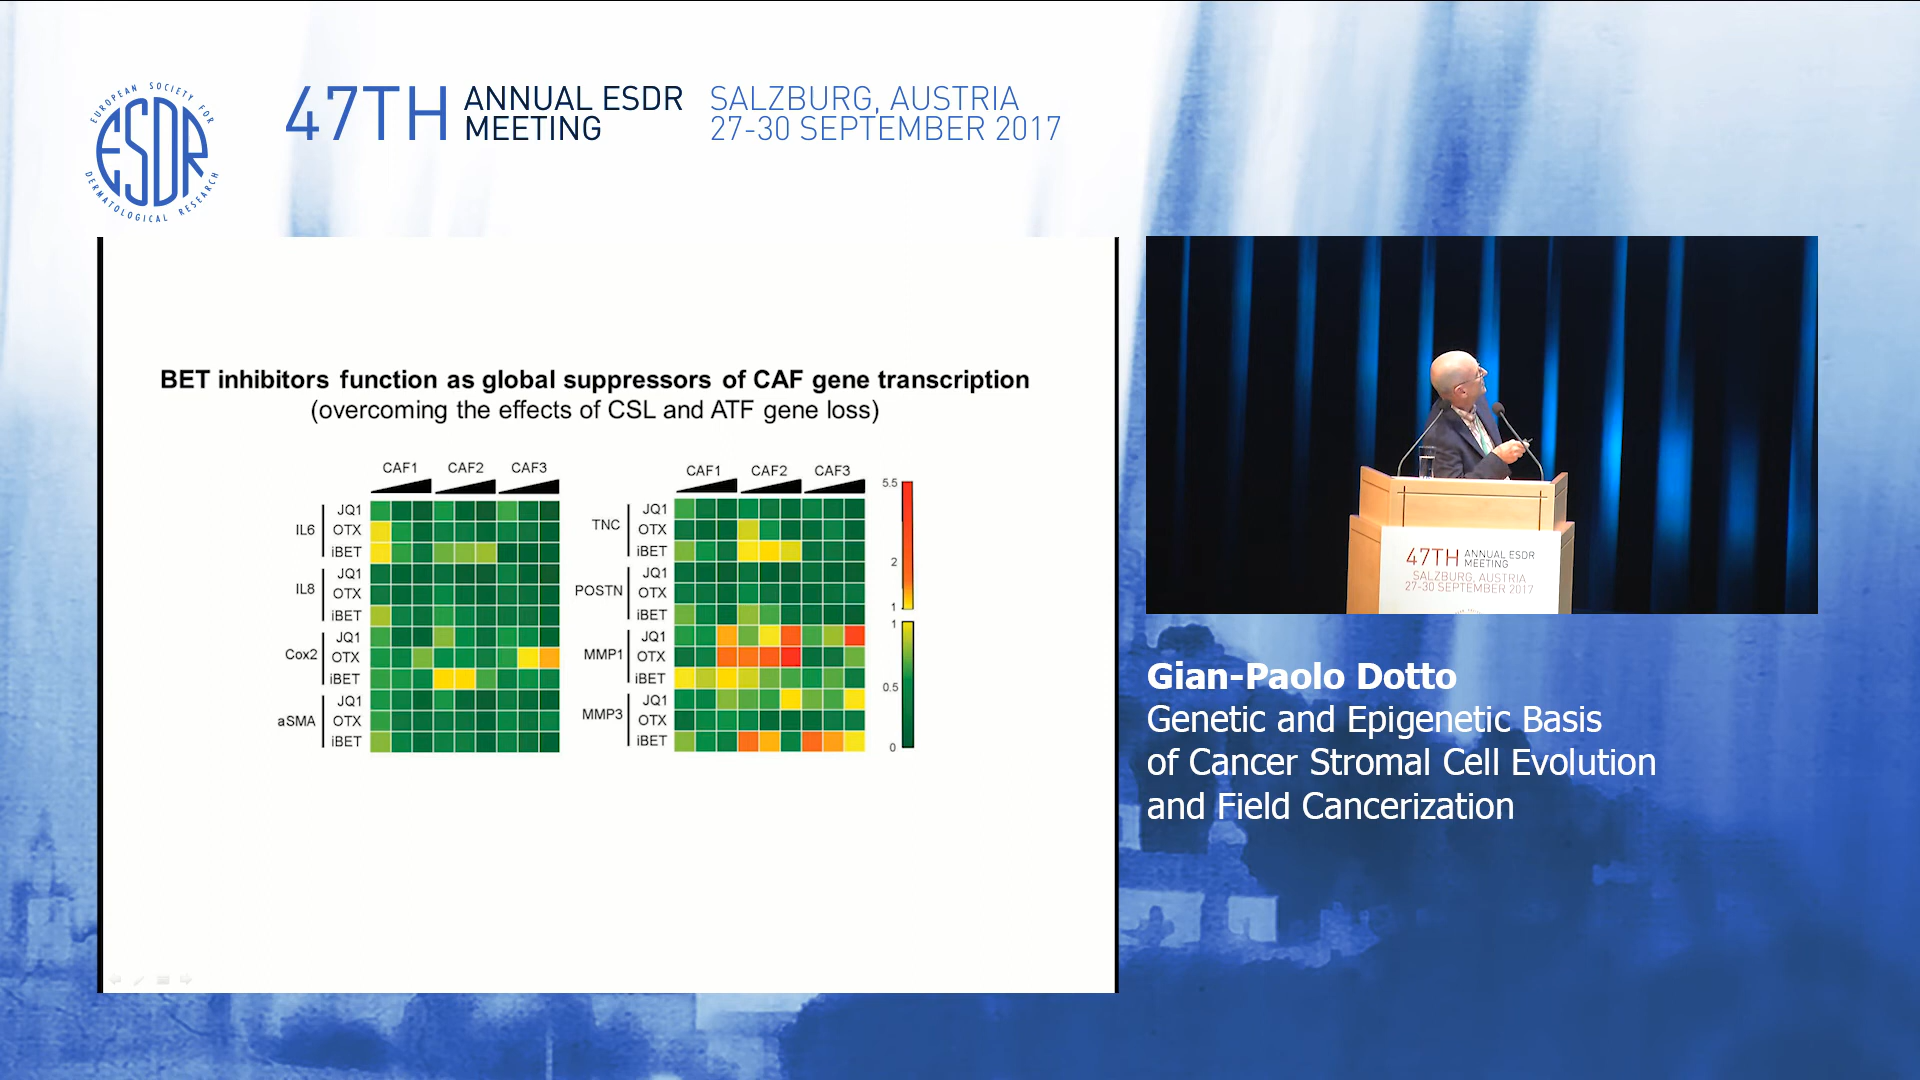 EUROPEAN SOCIETY FOR
ESDR
DERMATOLOGICAL RESEARCH
47TH ANNUAL ESDR MEETING
SALZBURG, AUSTRIA
27-30 SEPTEMBER 2017
BET inhibitors function as global suppressors of CAF gene transcription
(overcoming the effects of CSL and ATF gene loss)
CAF1 CAF2 CAF3
IL6
JQ1
OTX
iBET
IL8
JQ1
OTX
iBET
Cox2
JQ1
OTX
iBET
aSMA
JQ1
OTX
iBET
CAF1 CAF2 CAF3
TNC
JQ1
OTX
iBET
POSTN
JQ1
OTX
iBET
MMP1
JQ1
OTX
iBET
MMP3
JQ1
OTX
iBET
5.5
2
1
1
0.5
0
47TH ANNUAL ESDR MEETING
SALZBURG, AUSTRIA
27-30 SEPTEMBER 2017
Gian-Paolo Dotto
Genetic and Epigenetic Basis
of Cancer Stromal Cell Evolution
and Field Cancerization